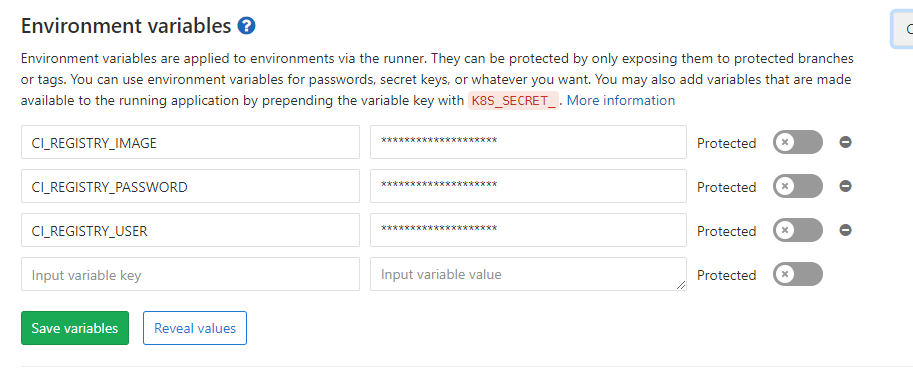 Environment variables ?
Environment variables are applied to environments via the runner. They can be protected by only exposing them to protected branches
or tags. You can use environment variables for passwords, secret keys, or whatever you want. You may also add variables that are made
available to the running application by prepending the variable key with K8S_SECRET_. More information
CI_REGISTRY_IMAGE ******************** Protected
CI_REGISTRY_PASSWORD ******************** Protected
CI_REGISTRY_USER ******************** Protected
Input variable key Input variable value Protected
Save variables Reveal values